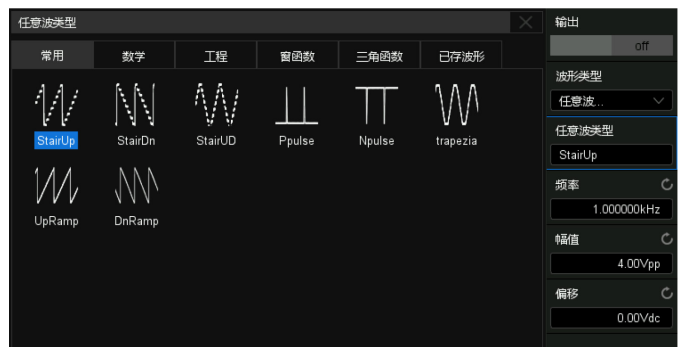 任意波类型
常用 数学 工程 窗函数 三角函数 已存波形
StairUp StairDn StairUD Ppulse Npulse trapezia
UpRamp DnRamp
输出
off
波形类型
任意波...
任意波类型
StairUp
频率
1.000000kHz
幅值
4.00Vpp
偏移
0.00Vdc